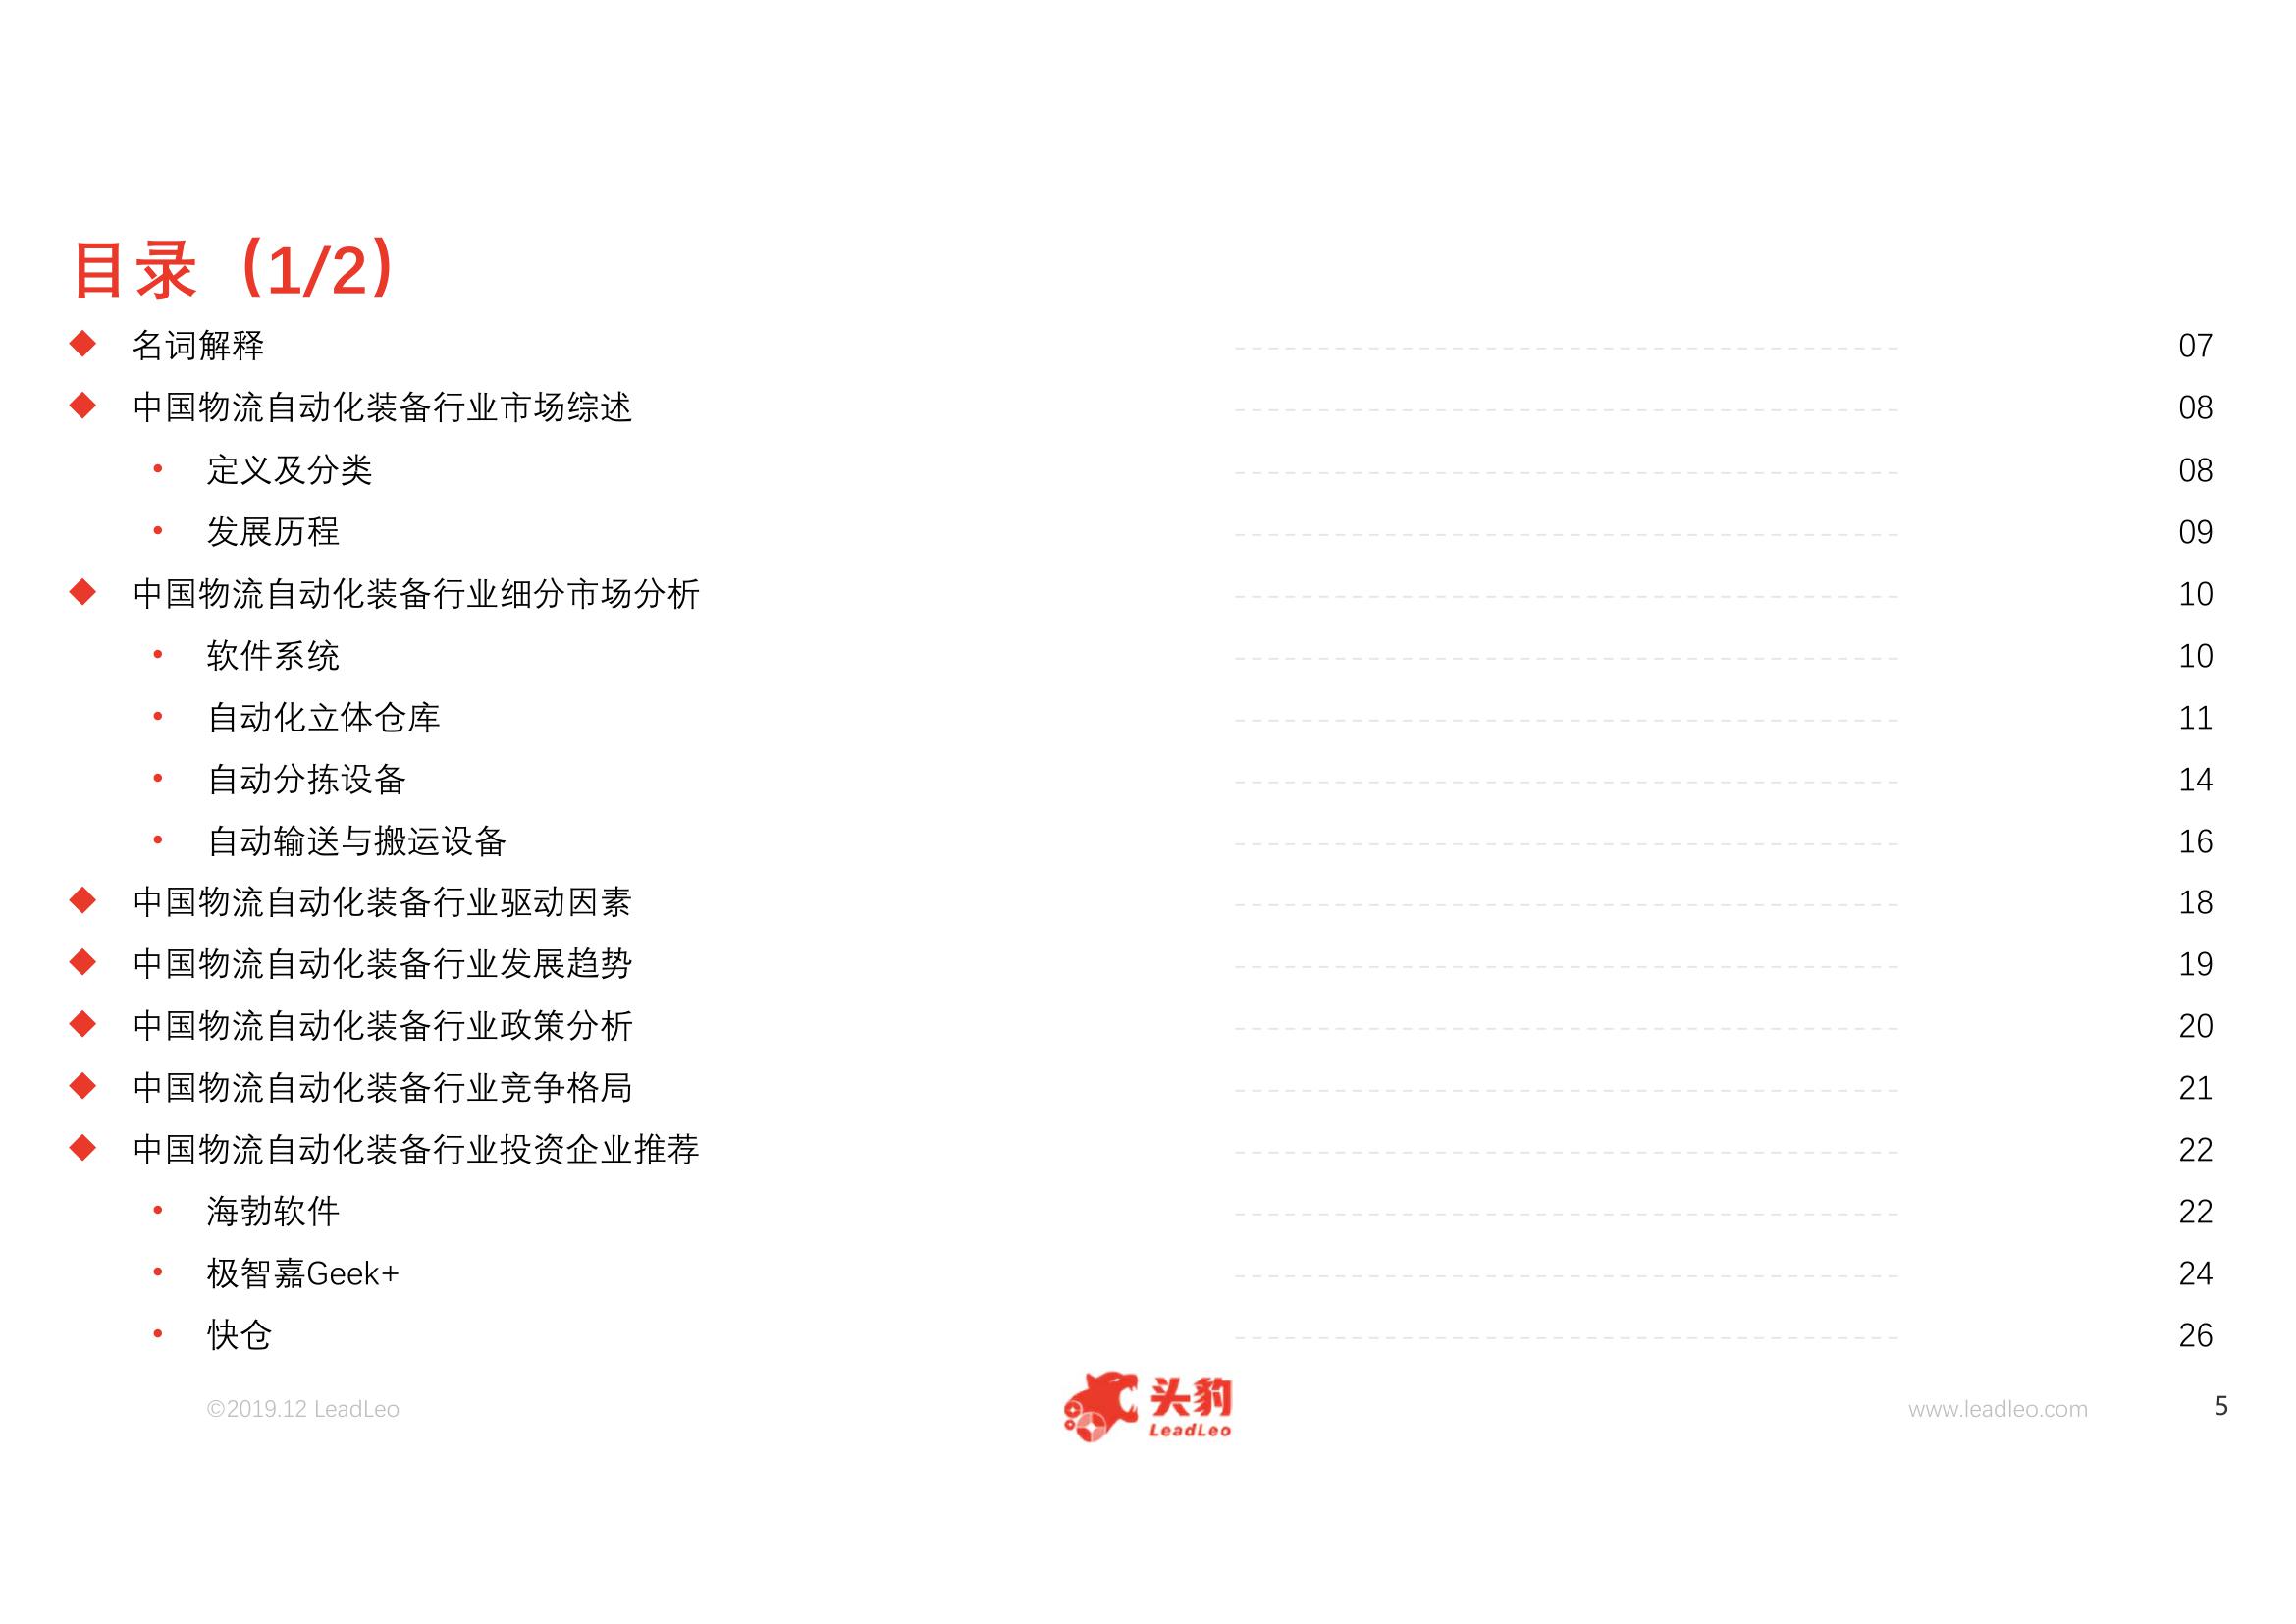 目录（1/2）
◆ 名词解释 07
◆ 中国物流自动化装备行业市场综述 08
• 定义及分类 08
• 发展历程 09
◆ 中国物流自动化装备行业细分市场分析 10
• 软件系统 10
• 自动化立体仓库 11
• 自动分拣设备 14
• 自动输送与搬运设备 16
◆ 中国物流自动化装备行业驱动因素 18
◆ 中国物流自动化装备行业发展趋势 19
◆ 中国物流自动化装备行业政策分析 20
◆ 中国物流自动化装备行业竞争格局 21
◆ 中国物流自动化装备行业投资企业推荐 22
• 海勃软件 22
• 极智嘉Geek+ 24
• 快仓 26
©2019.12 LeadLeo
头豹
LeadLeo
www.leadleo.com 5